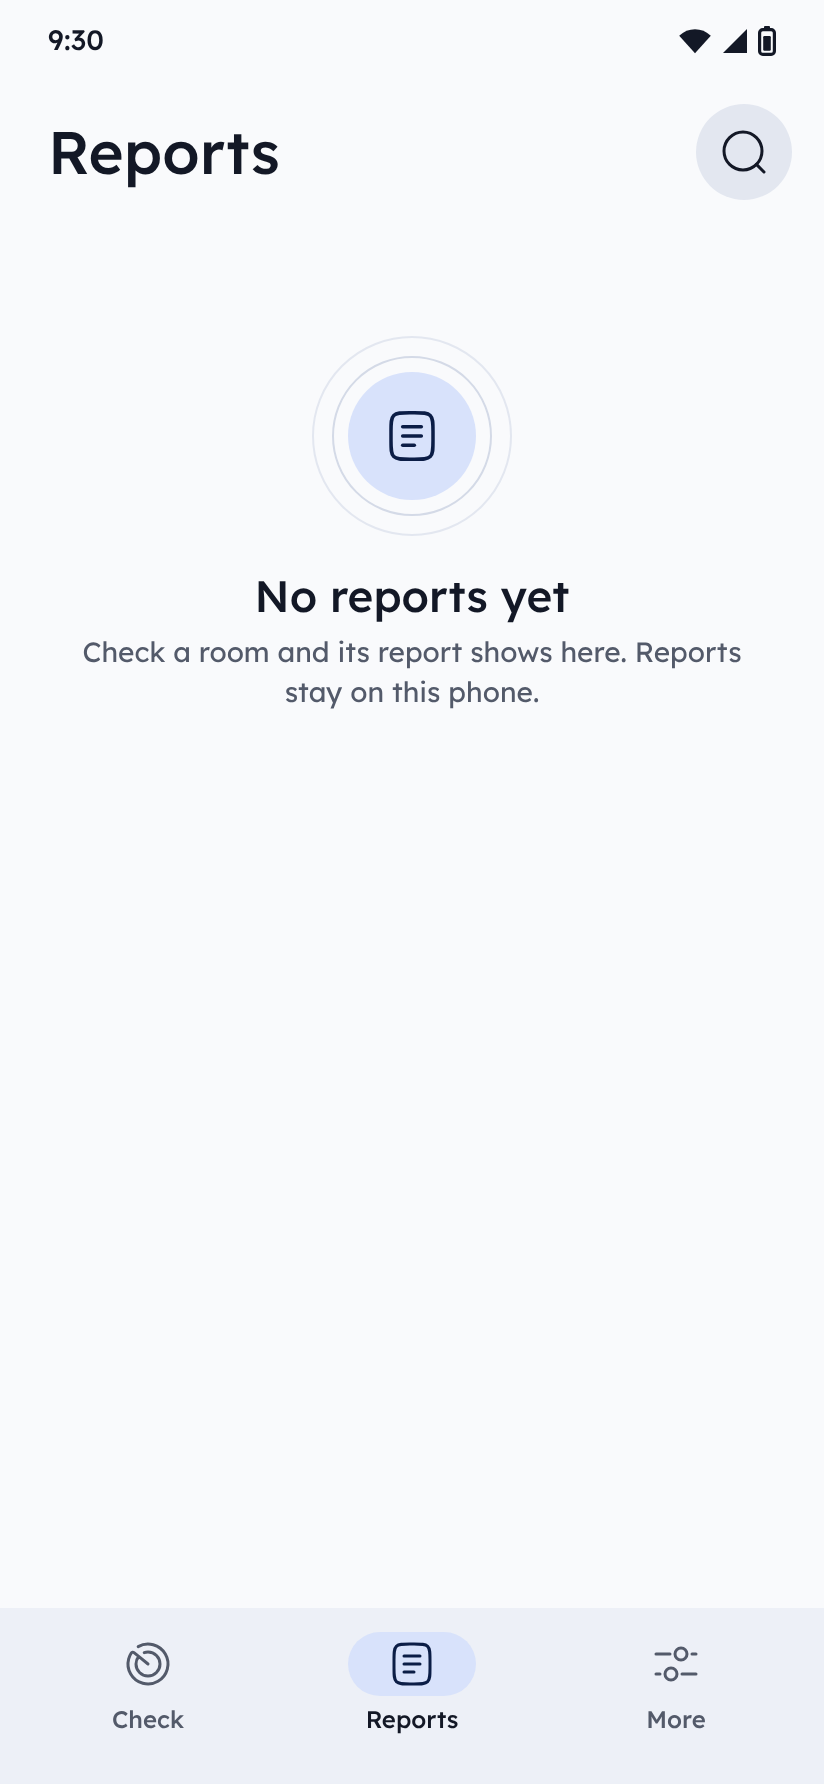 9:30
Reports
No reports yet
Check a room and its report shows here. Reports
stay on this phone.
Check
Reports
More